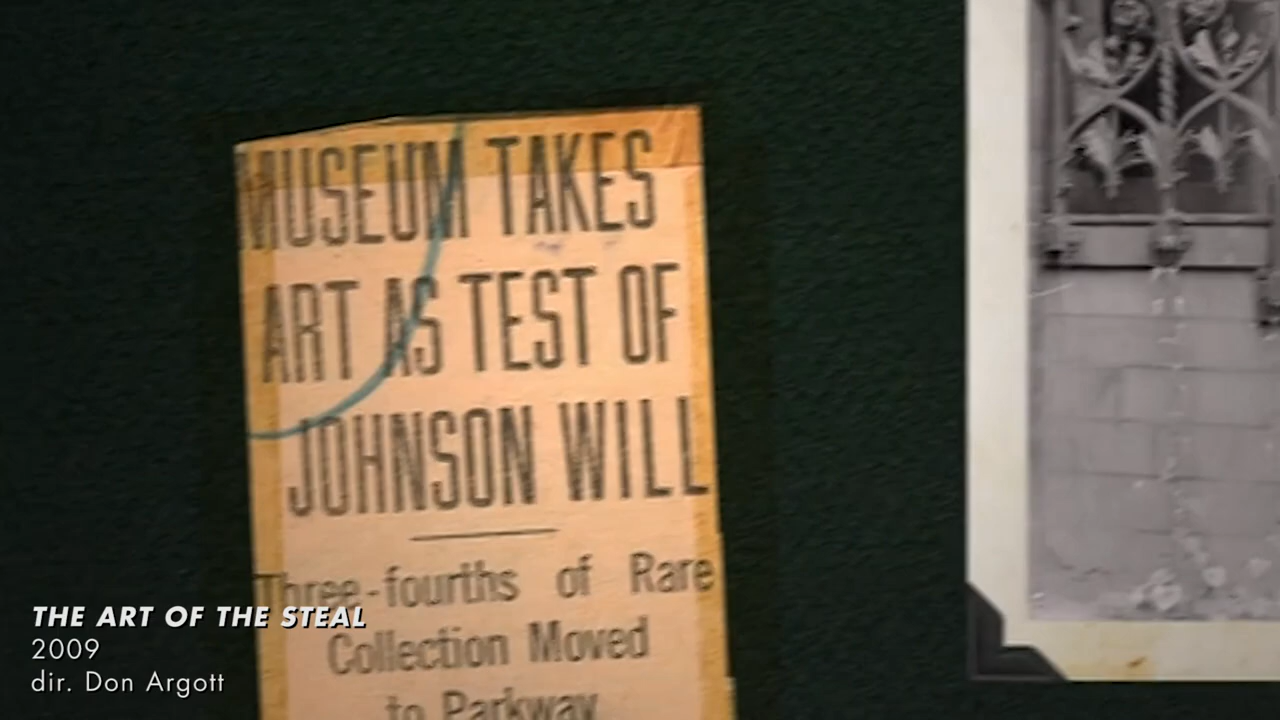 MUSEUM TAKES
ART AS TEST OF
JOHNSON WILL
Three-fourths of Rare
Collection Moved
to Parkway
THE ART OF THE STEAL
2009
dir. Don Argott